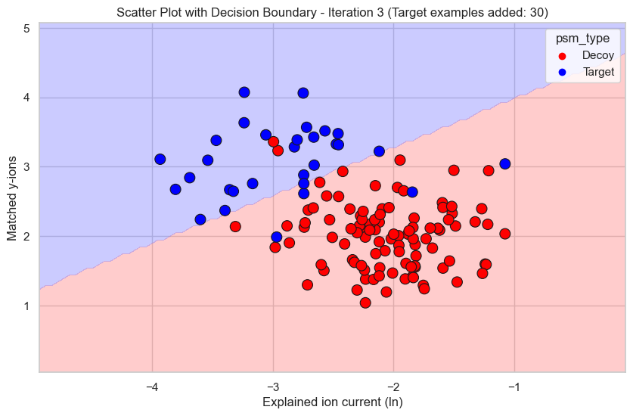 Scatter Plot with Decision Boundary - Iteration 3 (Target examples added: 30)
psm_type
Decoy
Target
5
4
3
2
1
Matched y-ions
−4 −3 −2 −1
Explained ion current (ln)